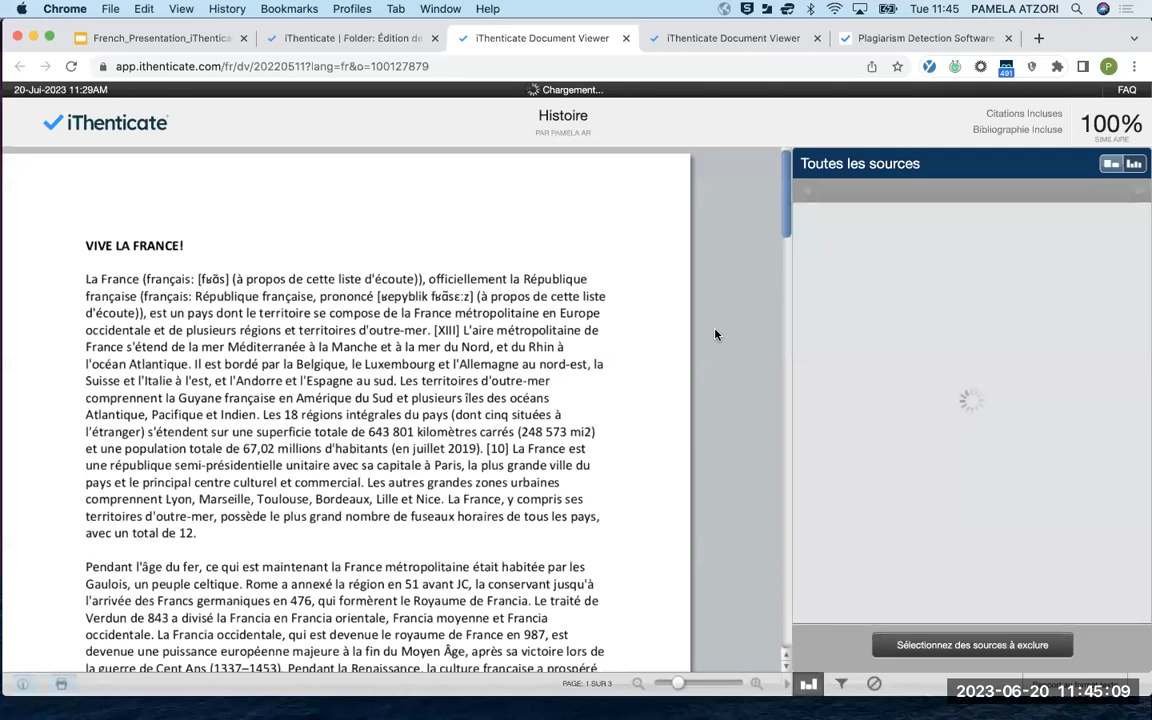 Chrome File Edit View History Bookmarks Profiles Tab Window Help Tue 11:45 PAMELA ATZORI
French_Presentation_iThentica
iThenticate | Folder: Édition de
iThenticate Document Viewer
iThenticate Document Viewer
Plagiarism Detection Software
app.ithenticate.com/fr/dv/20220511?lang=fr&o=100127879
491
P
20-Jui-2023 11:29AM
Chargement...
FAQ
iThenticate
Histoire
PAR PAMELA AR
Citations Incluses
Bibliographie Incluse
100%
SIMILAIRE
Toutes les sources
VIVE LA FRANCE!
La France (français: [fʁɑ̃s] (à propos de cette liste d'écoute)), officiellement la République
française (français: République française, prononcé [ʁepyblik fʁɑ̃sɛːz] (à propos de cette liste
d'écoute)), est un pays dont le territoire se compose de la France métropolitaine en Europe
occidentale et de plusieurs régions et territoires d'outre-mer. [XIII] L'aire métropolitaine de
France s'étend de la mer Méditerranée à la Manche et à la mer du Nord, et du Rhin à
l'océan Atlantique. Il est bordé par la Belgique, le Luxembourg et l'Allemagne au nord-est, la
Suisse et l'Italie à l'est, et l'Andorre et l'Espagne au sud. Les territoires d'outre-mer
comprennent la Guyane française en Amérique du Sud et plusieurs îles des océans
Atlantique, Pacifique et Indien. Les 18 régions intégrales du pays (dont cinq situées à
l'étranger) s'étendent sur une superficie totale de 643 801 kilomètres carrés (248 573 mi2)
et une population totale de 67,02 millions d'habitants (en juillet 2019). [10] La France est
une république semi-présidentielle unitaire avec sa capitale à Paris, la plus grande ville du
pays et le principal centre culturel et commercial. Les autres grandes zones urbaines
comprennent Lyon, Marseille, Toulouse, Bordeaux, Lille et Nice. La France, y compris ses
territoires d'outre-mer, possède le plus grand nombre de fuseaux horaires de tous les pays,
avec un total de 12.
Pendant l'âge du fer, ce qui est maintenant la France métropolitaine était habitée par les
Gaulois, un peuple celtique. Rome a annexé la région en 51 avant JC, la conservant jusqu'à
l'arrivée des Francs germaniques en 476, qui formèrent le Royaume de Francia. Le traité de
Verdun de 843 a divisé la Francia en Francia orientale, Francia moyenne et Francia
occidentale. La Francia occidentale, qui est devenue le royaume de France en 987, est
devenue une puissance européenne majeure à la fin du Moyen Âge, après sa victoire lors de
la guerre de Cent Ans (1337–1453). Pendant la Renaissance, la culture française a prospéré
Sélectionnez des sources à exclure
PAGE: 1 SUR 3
2023-06-20 11:45:09